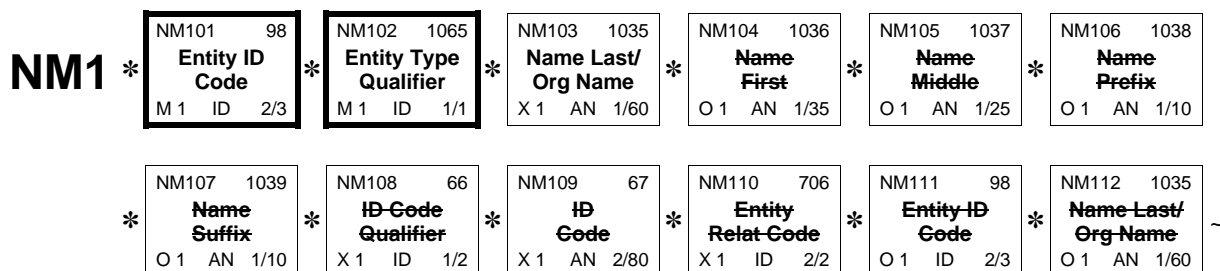 NM1 * NM101 98 * NM102 1065 * NM103 1035 * NM104 1036 * NM105 1037 * NM106 1038
Entity ID Entity Type Name Last/ Name Name Name
Code Qualifier Org Name First Middle Prefix
M 1 ID 2/3 M 1 ID 1/1 X 1 AN 1/60 O 1 AN 1/35 O 1 AN 1/25 O 1 AN 1/10
* NM107 1039 * NM108 66 * NM109 67 * NM110 706 * NM111 98 * NM112 1035 ~
Name ID Code ID Entity Entity ID Name Last/
Suffix Qualifier Code Relat Code Code Org Name
O 1 AN 1/10 X 1 ID 1/2 X 1 AN 2/80 X 1 ID 2/2 O 1 ID 2/3 O 1 AN 1/60